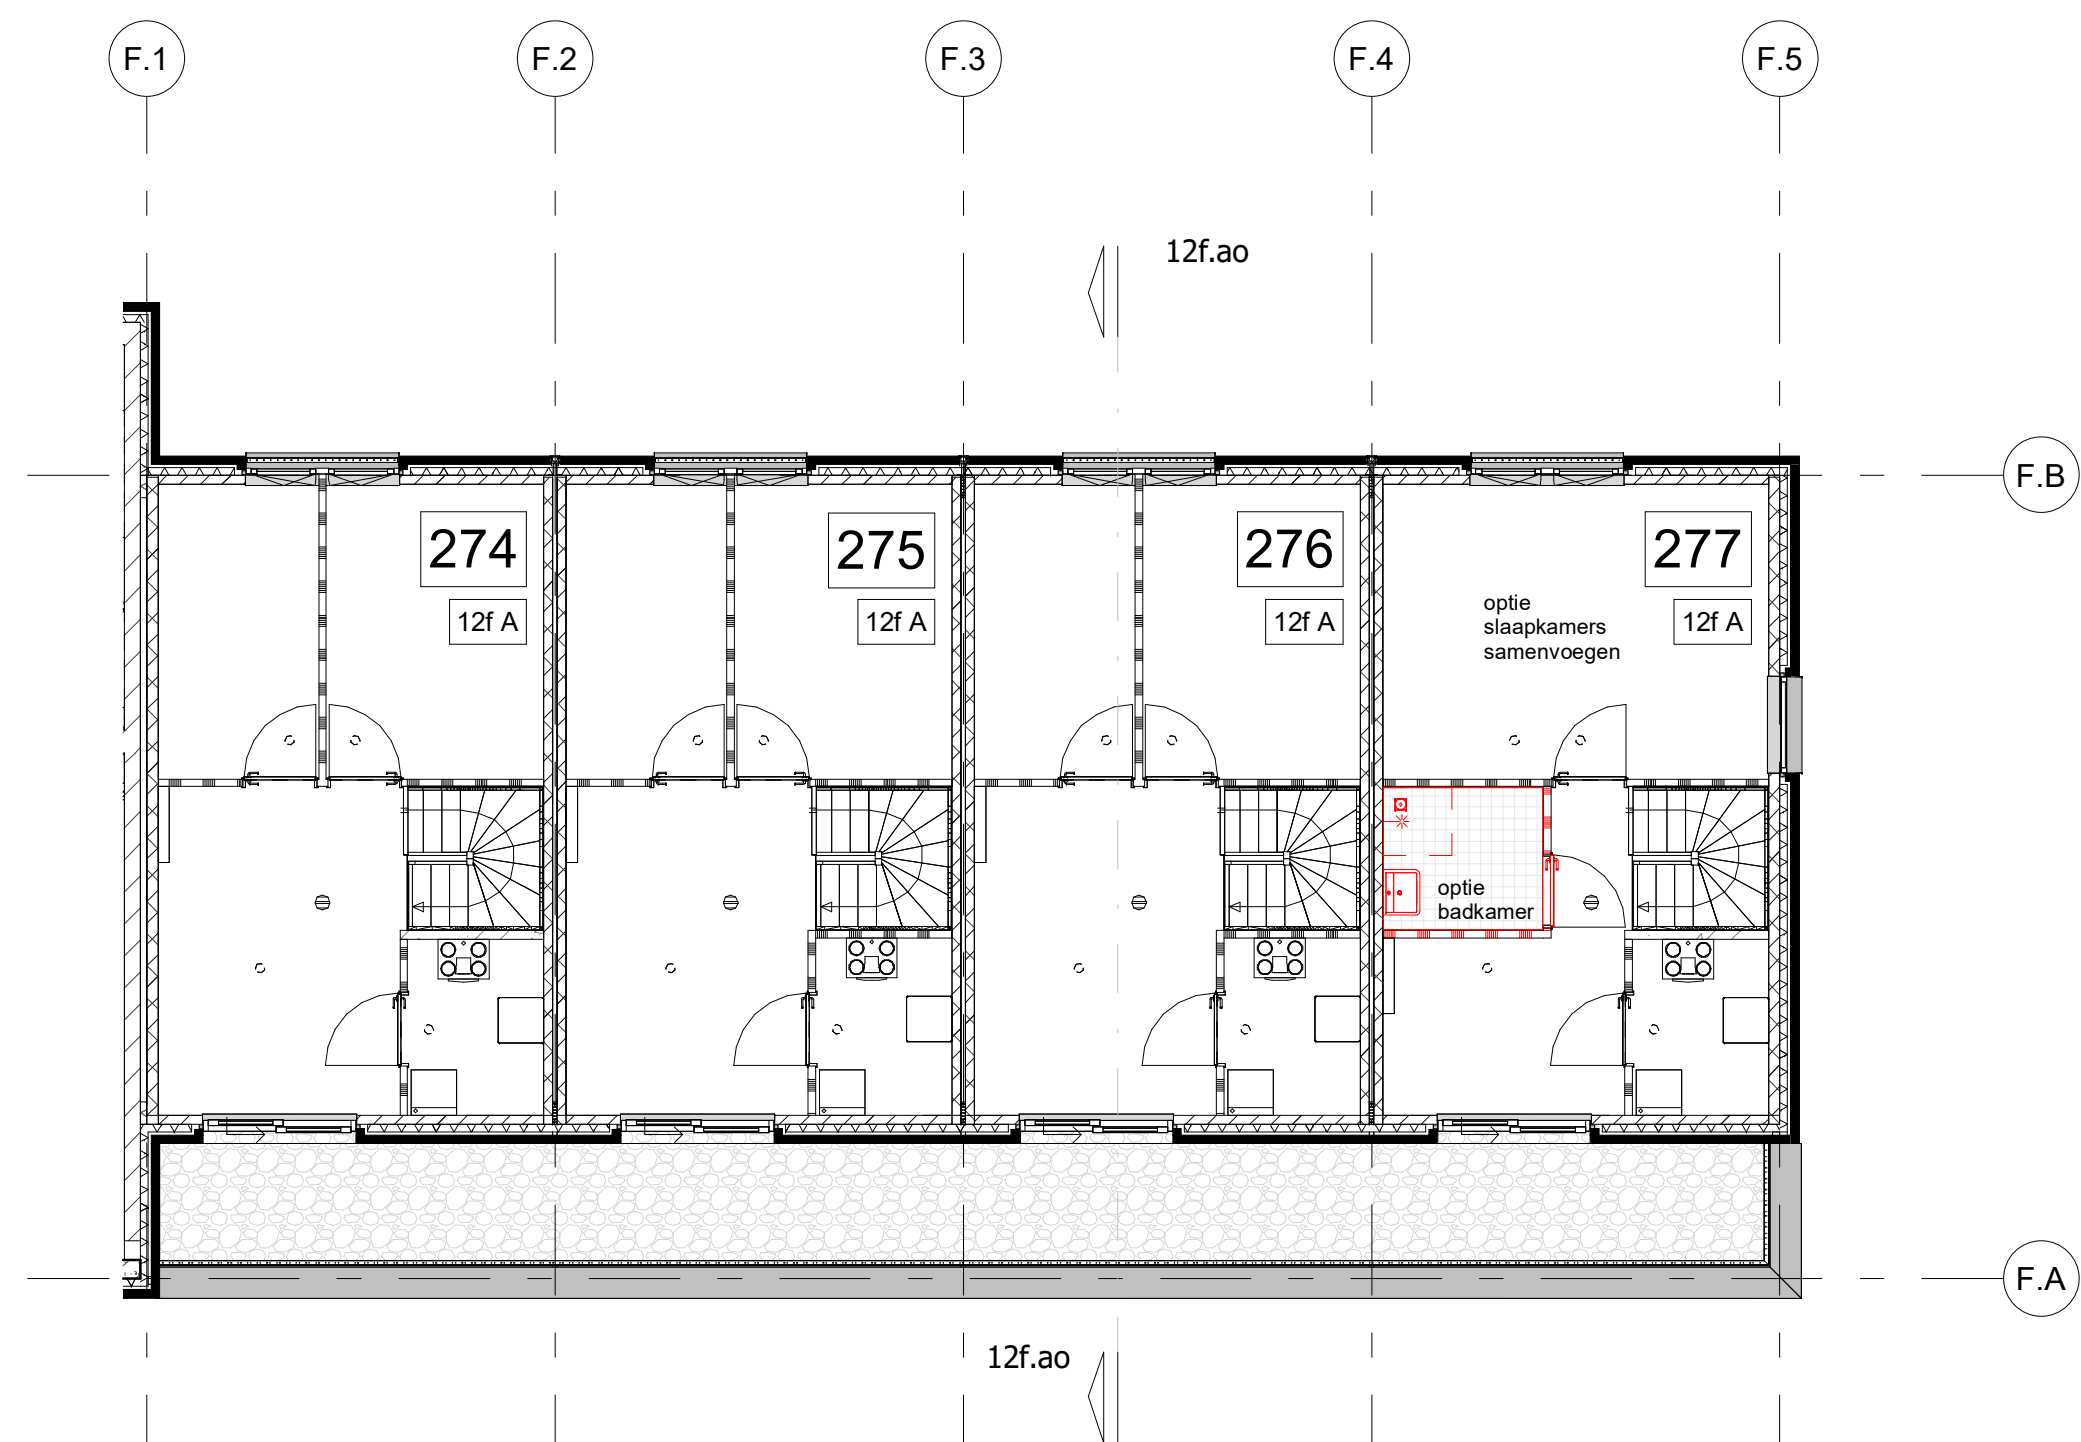 F.1
F.2
F.3
F.4
F.5
12f.ao
F.B
274
12f A
275
12f A
276
12f A
277
12f A
optie
slaapkamers
samenvoegen
optie
badkamer
F.A
12f.ao